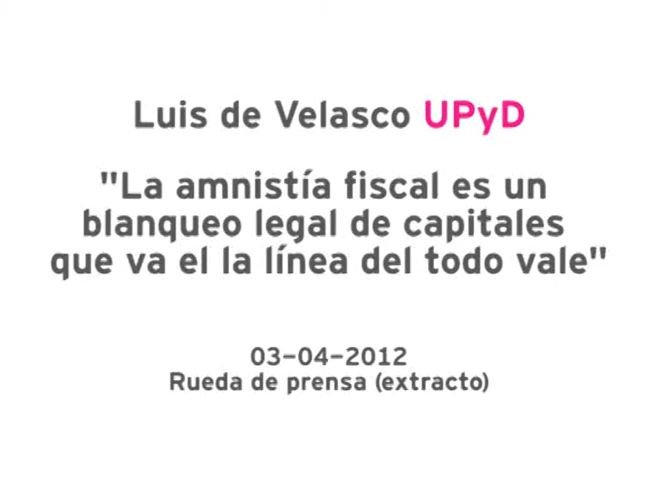 Luis de Velasco UPyD
"La amnistía fiscal es un
blanqueo legal de capitales
que va el la línea del todo vale"
03-04-2012
Rueda de prensa (extracto)